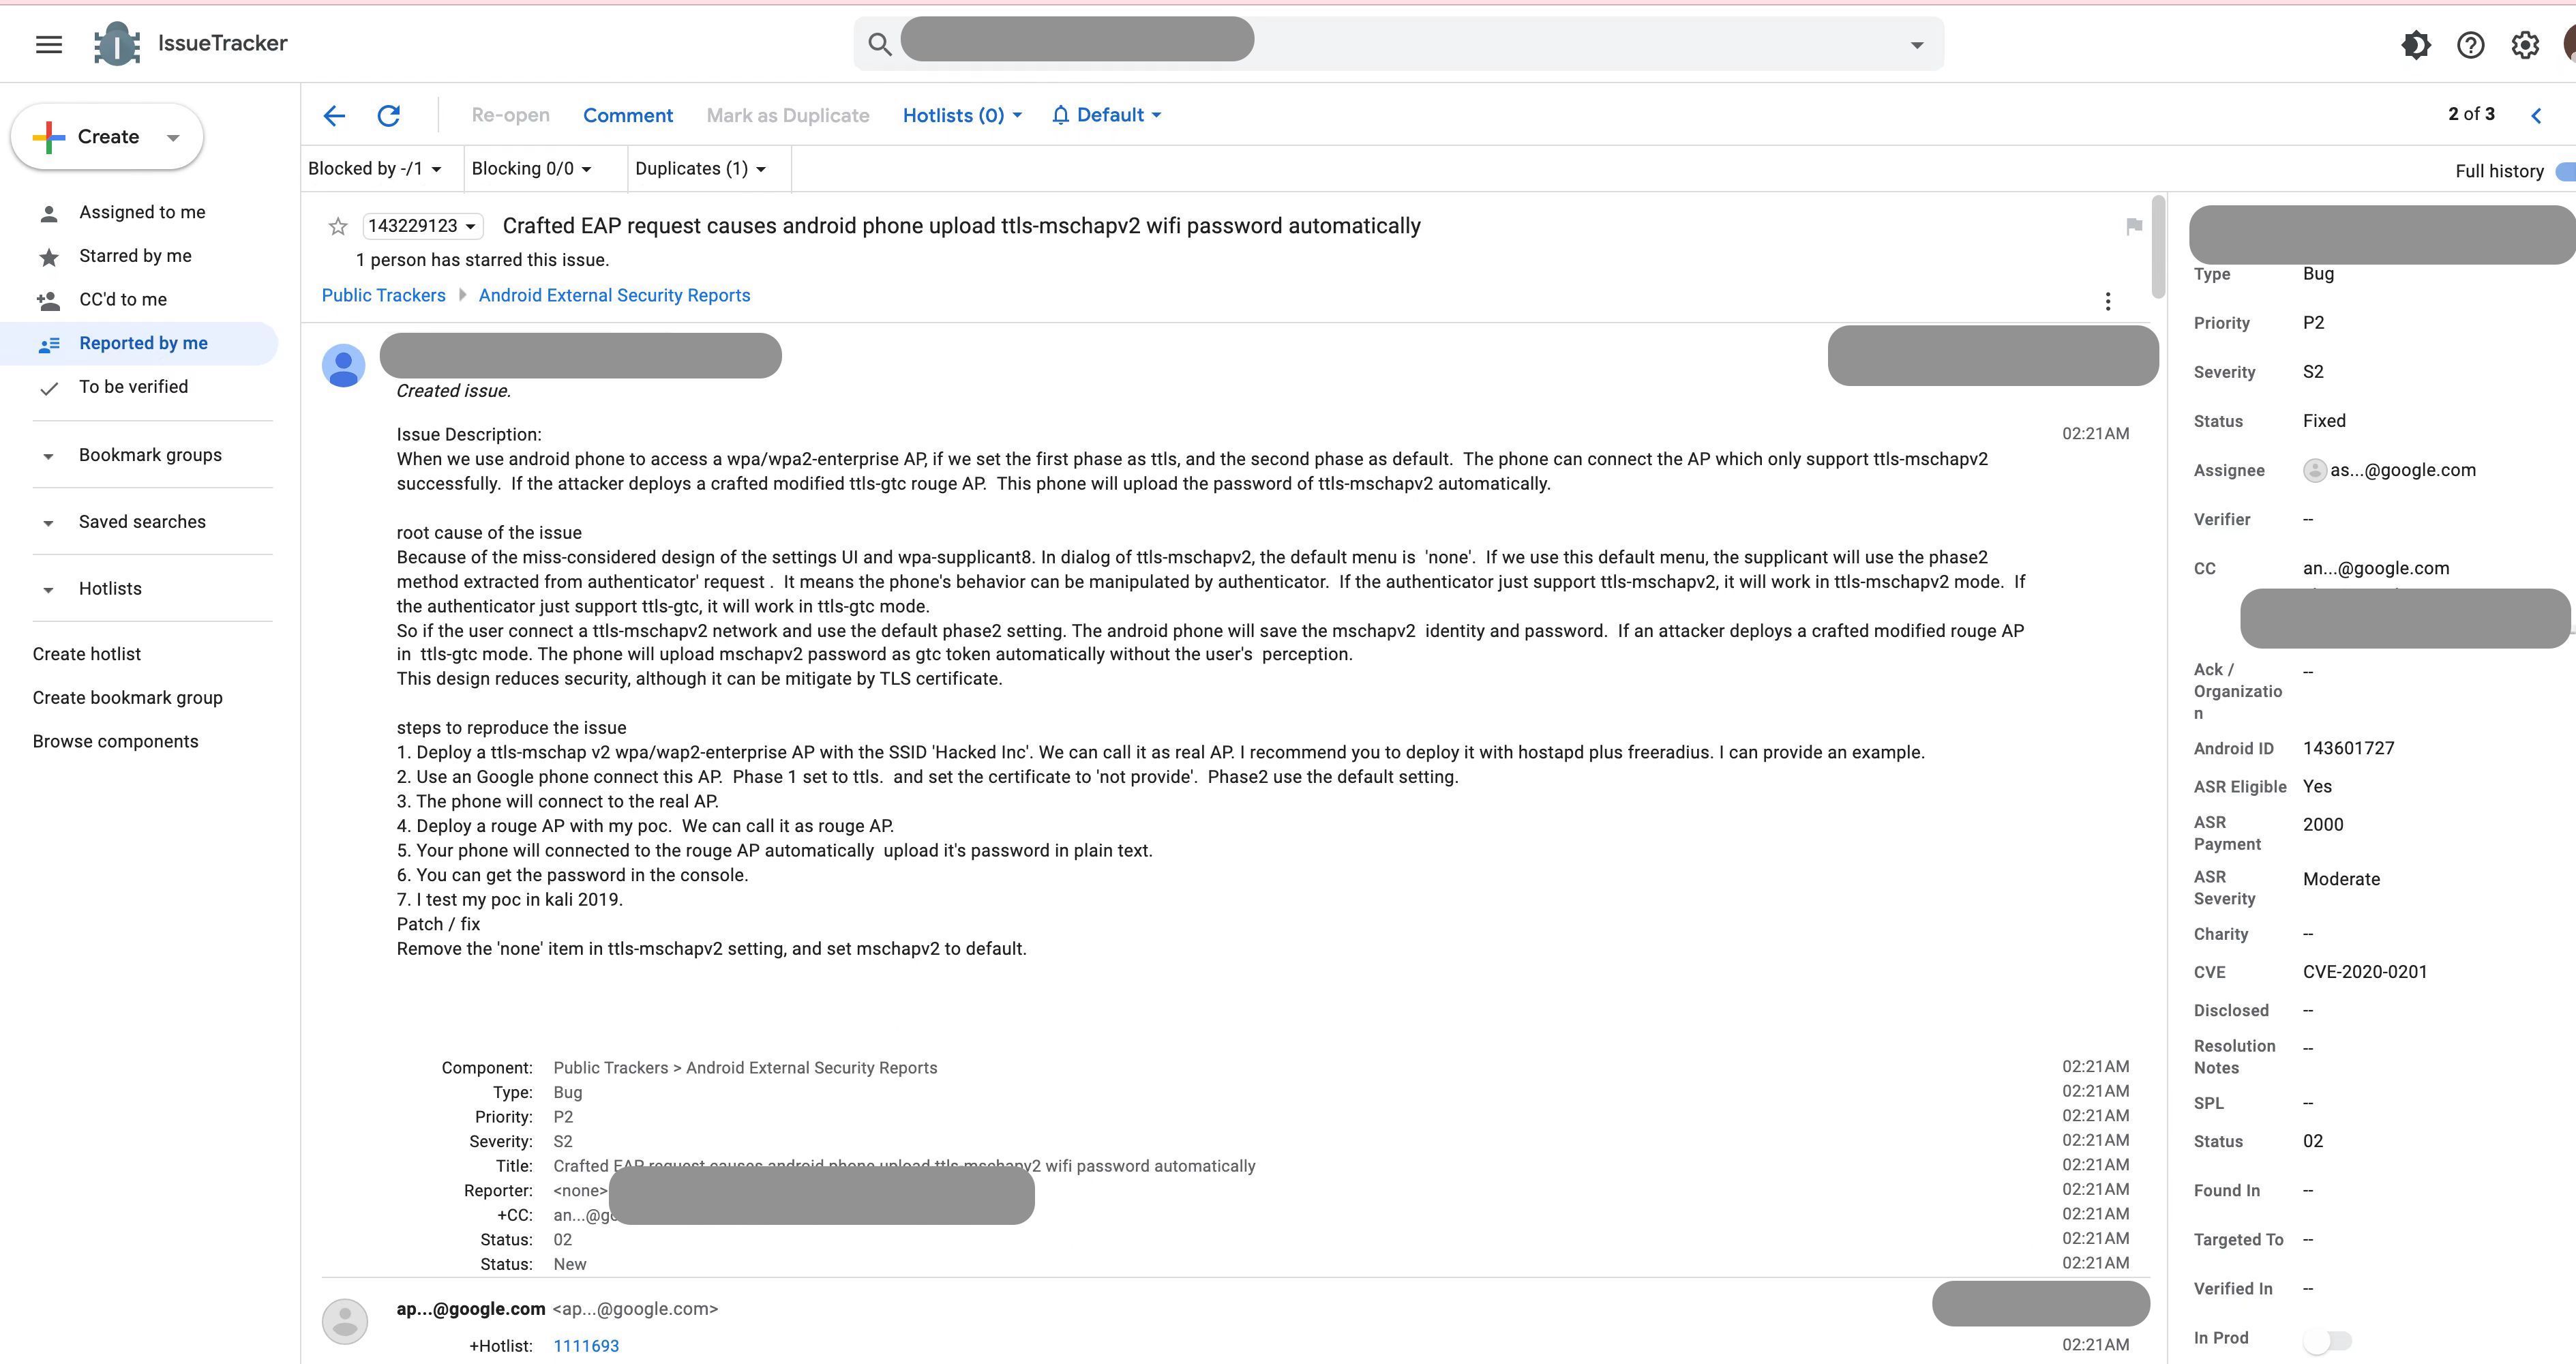 IssueTracker
Create
Assigned to me
Starred by me
CC'd to me
Reported by me
To be verified
Bookmark groups
Saved searches
Hotlists
Create hotlist
Create bookmark group
Browse components
Re-open Comment Mark as Duplicate Hotlists (0) Default 2 of 3
Blocked by -/1 Blocking 0/0 Duplicates (1) Full history
143229123 Crafted EAP request causes android phone upload ttls-mschapv2 wifi password automatically
1 person has starred this issue.
Public Trackers Android External Security Reports
Created issue.
Issue Description: 02:21AM
When we use android phone to access a wpa/wpa2-enterprise AP, if we set the first phase as ttls, and the second phase as default. The phone can connect the AP which only support ttls-mschapv2
successfully. If the attacker deploys a crafted modified ttls-gtc rouge AP. This phone will upload the password of ttls-mschapv2 automatically.
root cause of the issue
Because of the miss-considered design of the settings UI and wpa-supplicant8. In dialog of ttls-mschapv2, the default menu is 'none'. If we use this default menu, the supplicant will use the phase2
method extracted from authenticator' request . It means the phone's behavior can be manipulated by authenticator. If the authenticator just support ttls-mschapv2, it will work in ttls-mschapv2 mode. If
the authenticator just support ttls-gtc, it will work in ttls-gtc mode.
So if the user connect a ttls-mschapv2 network and use the default phase2 setting. The android phone will save the mschapv2 identity and password. If an attacker deploys a crafted modified rouge AP
in ttls-gtc mode. The phone will upload mschapv2 password as gtc token automatically without the user's perception.
This design reduces security, although it can be mitigate by TLS certificate.
steps to reproduce the issue
1. Deploy a ttls-mschap v2 wpa/wap2-enterprise AP with the SSID 'Hacked Inc'. We can call it as real AP. I recommend you to deploy it with hostapd plus freeradius. I can provide an example.
2. Use an Google phone connect this AP. Phase 1 set to ttls. and set the certificate to 'not provide'. Phase2 use the default setting.
3. The phone will connect to the real AP.
4. Deploy a rouge AP with my poc. We can call it as rouge AP.
5. Your phone will connected to the rouge AP automatically upload it's password in plain text.
6. You can get the password in the console.
7. I test my poc in kali 2019.
Patch / fix
Remove the 'none' item in ttls-mschapv2 setting, and set mschapv2 to default.
Component: Public Trackers > Android External Security Reports 02:21AM
Type: Bug 02:21AM
Priority: P2 02:21AM
Severity: S2 02:21AM
Title: Crafted EAP request causes android phone upload ttls-mschapv2 wifi password automatically 02:21AM
Reporter: <none> 02:21AM
+CC: an...@go 02:21AM
Status: 02 02:21AM
Status: New 02:21AM
ap...@google.com <ap...@google.com>
+Hotlist: 1111693 02:21AM
Type Bug
Priority P2
Severity S2
Status Fixed
Assignee as...@google.com
Verifier --
CC an...@google.com
Ack / --
Organizatio
n
Android ID 143601727
ASR Eligible Yes
ASR 2000
Payment
ASR Moderate
Severity
Charity --
CVE CVE-2020-0201
Disclosed --
Resolution --
Notes
SPL --
Status 02
Found In --
Targeted To --
Verified In --
In Prod